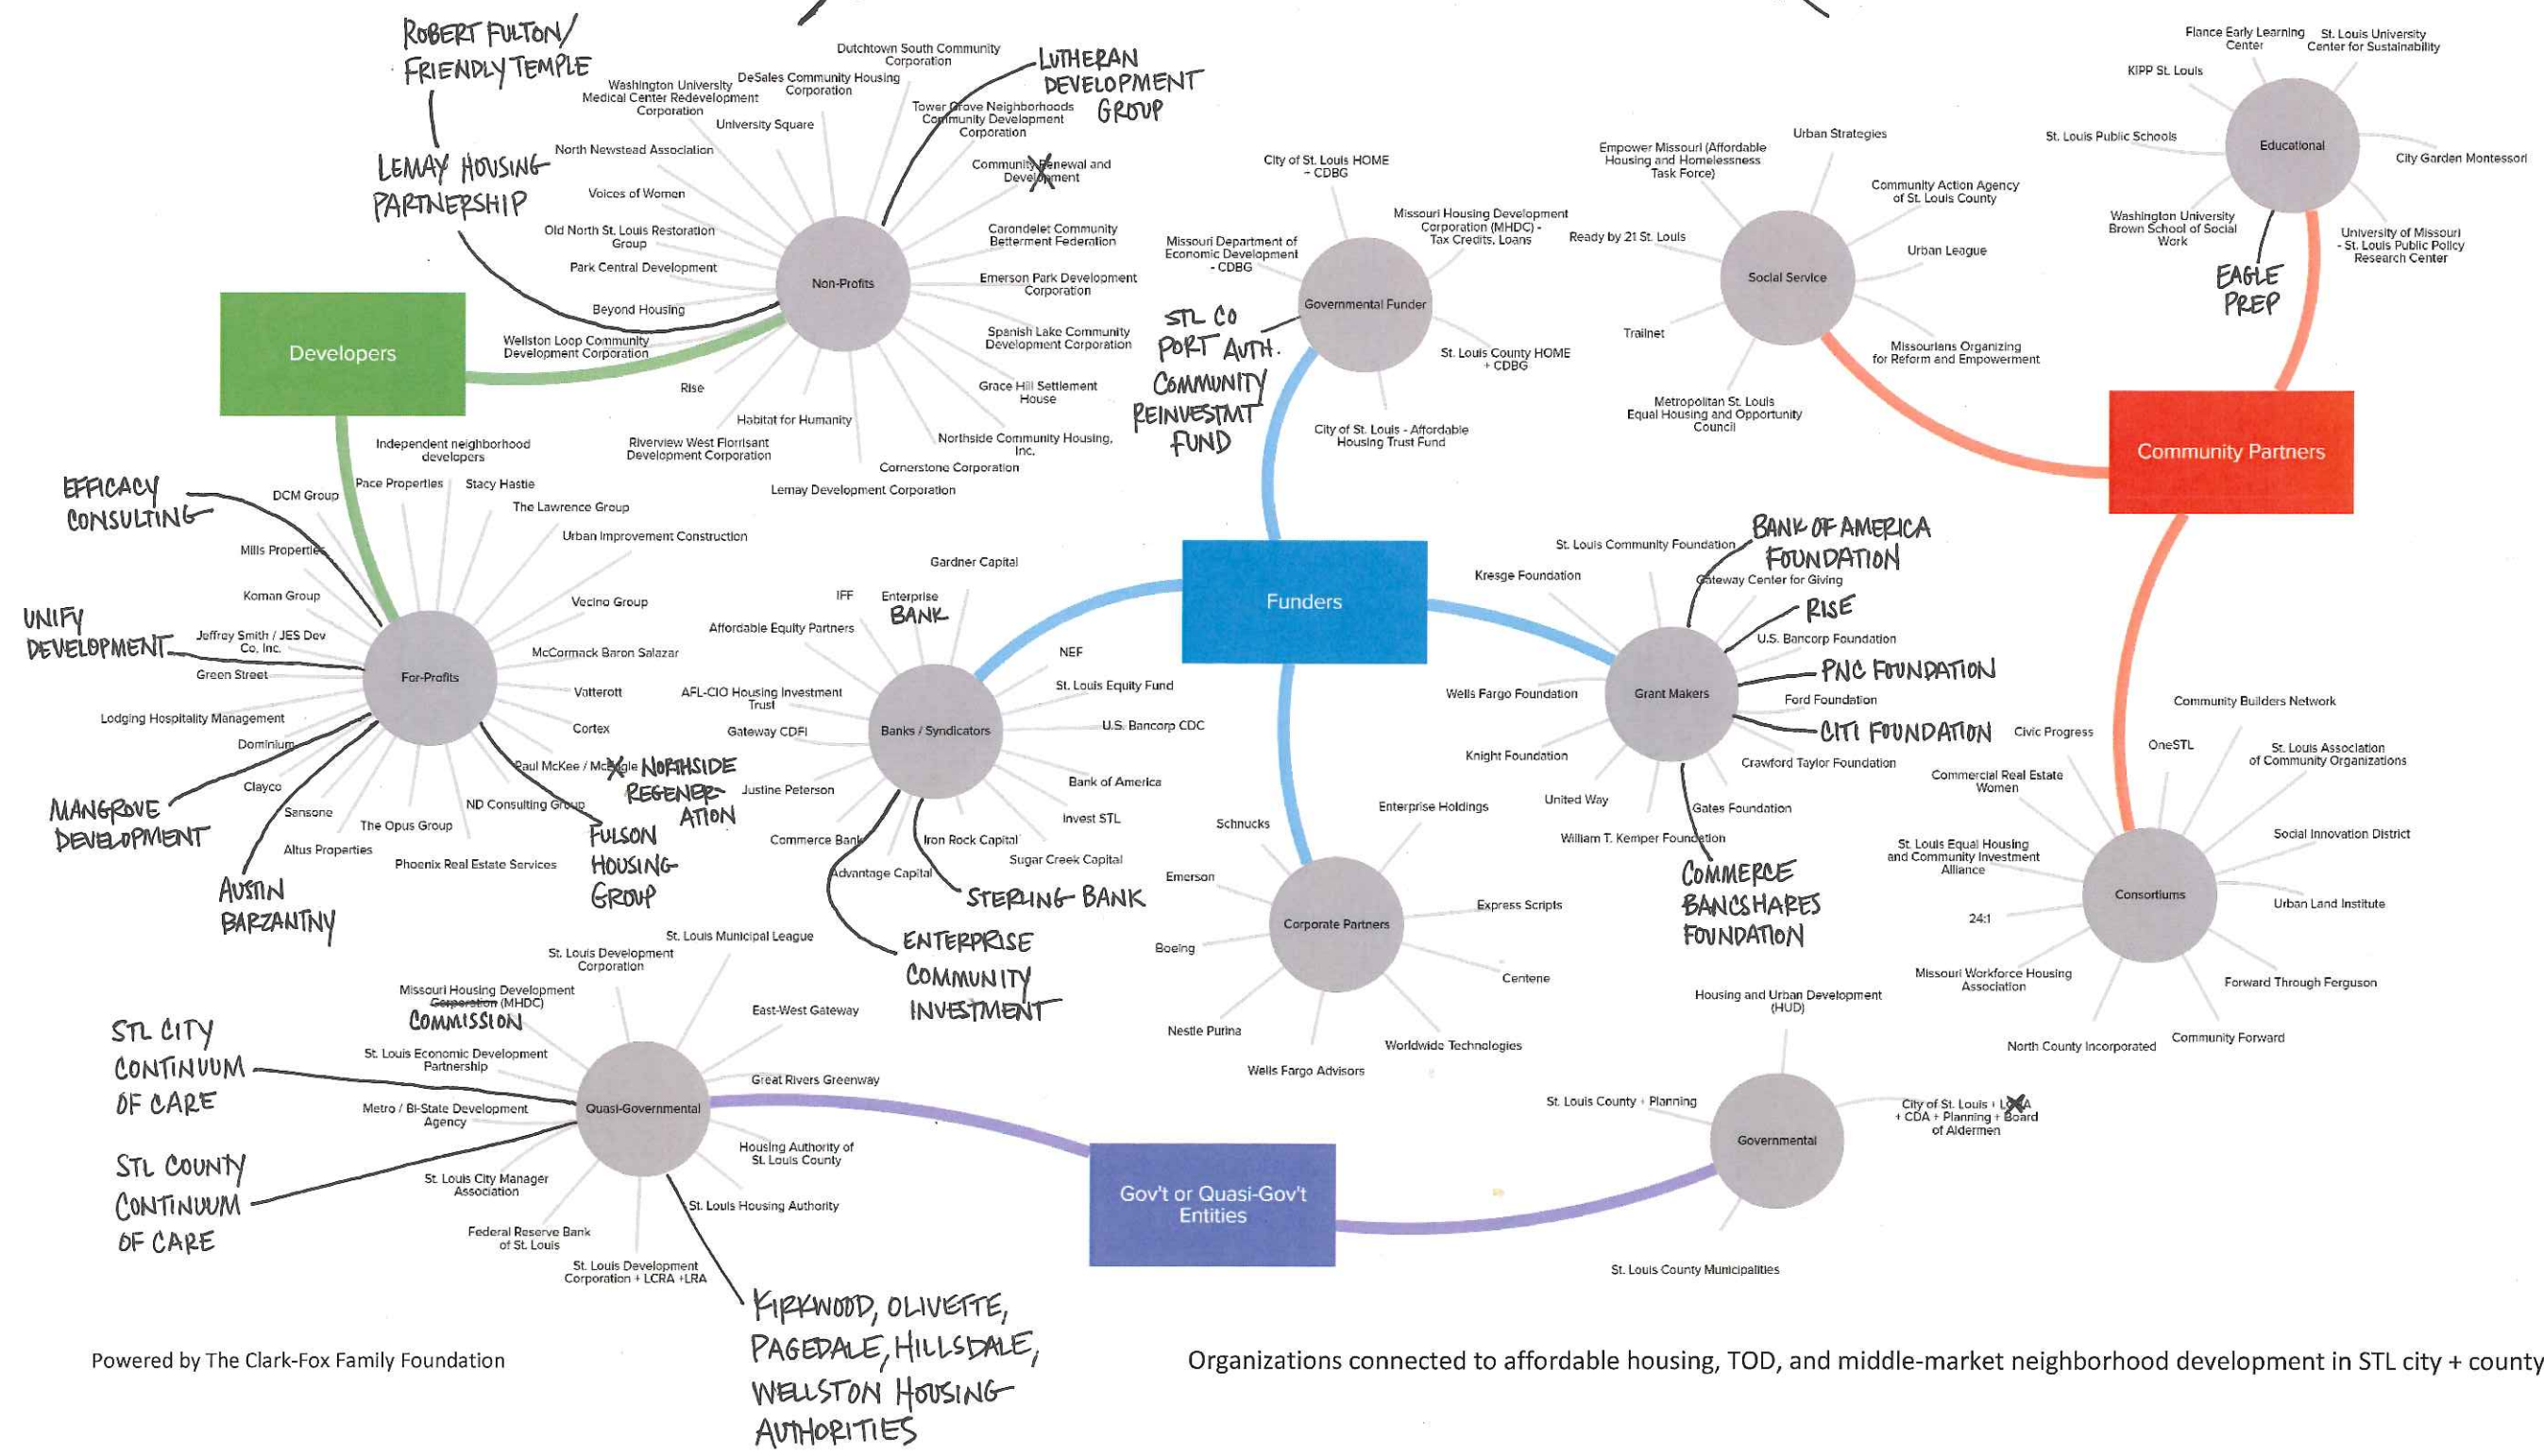 ROBERT FULTON/
FRIENDLY TEMPLE
LEMAY HOUSING
PARTNERSHIP
LUTHERAN
DEVELOPMENT
GROUP
Developers
Non-Profits
Dutchtown South Community
Corporation
DeSales Community Housing
Corporation
Washington University
Medical Center Redevelopment
Corporation
University Square
Tower Grove Neighborhoods
Community Development
Corporation
North Newstead Association
Community Renewal and
Development
Voices of Women
Old North St. Louis Restoration
Group
Carondelet Community
Betterment Federation
Park Central Development
Emerson Park Development
Corporation
Beyond Housing
Spanish Lake Community
Development Corporation
Wellston Loop Community
Development Corporation
Rise
Grace Hill Settlement
House
Habitat for Humanity
Riverview West Florrisant
Development Corporation
Northside Community Housing,
Inc.
Cornerstone Corporation
Lemay Development Corporation
For-Profits
Independent neighborhood
developers
Pace Properties
Stacy Hastie
DCM Group
The Lawrence Group
Urban Improvement Construction
Mills Properties
Koman Group
Vecino Group
Jeffrey Smith / JES Dev
Co, Inc.
McCormack Baron Salazar
Green Street
Vatterott
Lodging Hospitality Management
Cortex
Dominium
Paul McKee / McEagle
Clayco
ND Consulting Group
Sansone
The Opus Group
Altus Properties
Phoenix Real Estate Services
EFFICACY
CONSULTING
UNIFY
DEVELOPMENT
MANGROVE
DEVELOPMENT
AUSTIN
BARZANTNY
NORTHSIDE
REGENER-
ATION
FULSON
HOUSING
GROUP
Funders
Governmental Funder
City of St. Louis HOME
+ CDBG
Missouri Housing Development
Corporation (MHDC) -
Tax Credits, Loans
Missouri Department of
Economic Development
- CDBG
St. Louis County HOME
+ CDBG
City of St. Louis - Affordable
Housing Trust Fund
STL CO
PORT AUTH.
COMMUNITY
REINVESTMT
FUND
Banks / Syndicators
Gardner Capital
IFF
Enterprise
BANK
Affordable Equity Partners
NEF
St. Louis Equity Fund
AFL-CIO Housing Investment
Trust
U.S. Bancorp CDC
Gateway CDFI
Bank of America
Justine Peterson
Invest STL
Commerce Bank
Iron Rock Capital
Sugar Creek Capital
Advantage Capital
STERLING BANK
ENTERPRISE
COMMUNITY
INVESTMENT
Grant Makers
St. Louis Community Foundation
Kresge Foundation
Gateway Center for Giving
U.S. Bancorp Foundation
Wells Fargo Foundation
Ford Foundation
Knight Foundation
Crawford Taylor Foundation
United Way
Gates Foundation
William T. Kemper Foundation
BANK OF AMERICA
FOUNDATION
RISE
PNC FOUNDATION
CITI FOUNDATION
COMMERCE
BANCSHARES
FOUNDATION
Corporate Partners
Enterprise Holdings
Schnucks
Emerson
Express Scripts
Boeing
Centene
Nestle Purina
Worldwide Technologies
Wells Fargo Advisors
Community Partners
Social Service
Urban Strategies
Empower Missouri (Affordable
Housing and Homelessness
Task Force)
Community Action Agency
of St. Louis County
Ready by 21 St. Louis
Urban League
Trailnet
Missourians Organizing
for Reform and Empowerment
Metropolitan St. Louis
Equal Housing and Opportunity
Council
Educational
Flance Early Learning
Center
St. Louis University
Center for Sustainability
KIPP St. Louis
St. Louis Public Schools
City Garden Montessori
Washington University
Brown School of Social
Work
University of Missouri
- St. Louis Public Policy
Research Center
EAGLE
PREP
Consortiums
Community Builders Network
Civic Progress
OneSTL
St. Louis Association
of Community Organizations
Commercial Real Estate
Women
Social Innovation District
St. Louis Equal Housing
and Community Investment
Alliance
Urban Land Institute
24:1
Missouri Workforce Housing
Association
Forward Through Ferguson
North County Incorporated
Community Forward
Gov't or Quasi-Gov't
Entities
Quasi-Governmental
St. Louis Municipal League
St. Louis Development
Corporation
Missouri Housing Development
Corporation (MHDC)
COMMISSION
East-West Gateway
St. Louis Economic Development
Partnership
Great Rivers Greenway
Metro / Bi-State Development
Agency
Housing Authority of
St. Louis County
St. Louis City Manager
Association
St. Louis Housing Authority
Federal Reserve Bank
of St. Louis
St. Louis Development
Corporation + LCRA +LRA
STL CITY
CONTINUUM
OF CARE
STL COUNTY
CONTINUUM
OF CARE
KIRKWOOD, OLIVETTE,
PAGEDALE, HILLSDALE,
WELLSTON HOUSING
AUTHORITIES
Governmental
Housing and Urban Development
(HUD)
St. Louis County + Planning
City of St. Louis +
+ CDA + Planning + Board
of Aldermen
St. Louis County Municipalities
Powered by The Clark-Fox Family Foundation
Organizations connected to affordable housing, TOD, and middle-market neighborhood development in STL city + county